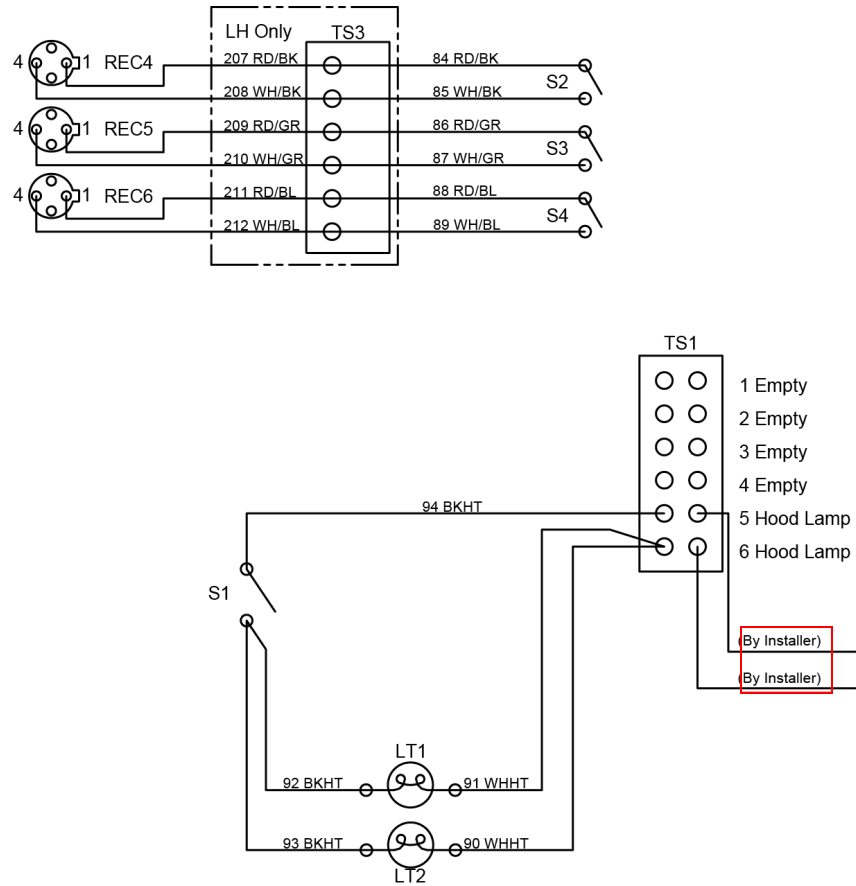 LH Only
TS3
4
1
REC4
207 RD/BK
84 RD/BK
S2
208 WH/BK
85 WH/BK
4
1
REC5
209 RD/GR
86 RD/GR
S3
210 WH/GR
87 WH/GR
4
1
REC6
211 RD/BL
88 RD/BL
S4
212 WH/BL
89 WH/BL
TS1
1 Empty
2 Empty
3 Empty
4 Empty
94 BKHT
5 Hood Lamp
6 Hood Lamp
S1
(By Installer)
(By Installer)
LT1
92 BKHT
91 WHHT
93 BKHT
90 WHHT
LT2